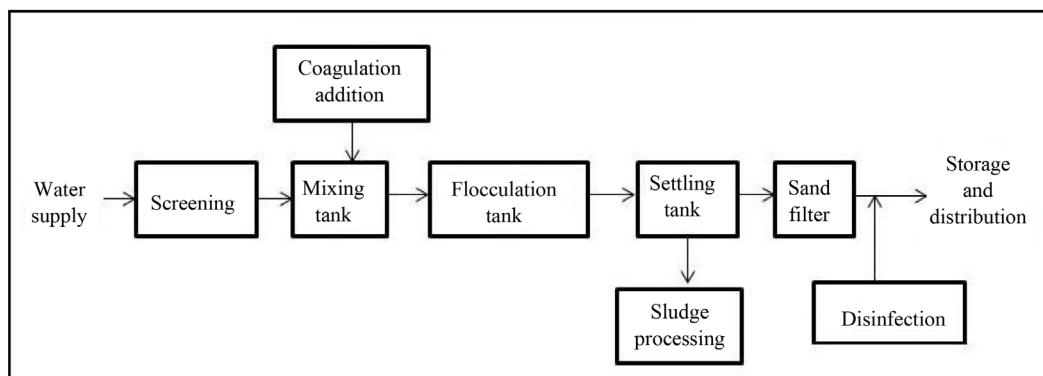 Coagulation
addition
Water
supply
Screening
Mixing
tank
Flocculation
tank
Settling
tank
Sand
filter
Storage
and
distribution
Sludge
processing
Disinfection